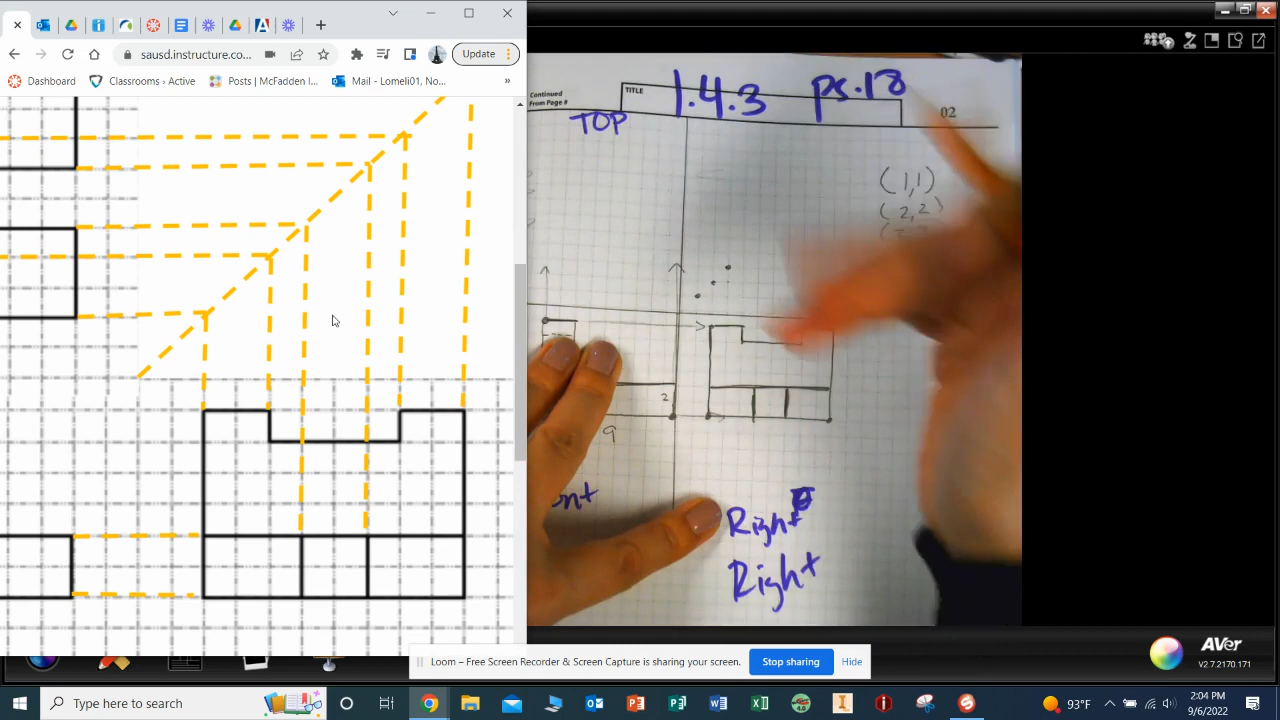 Update
sausd.instructure.co...
Dashboard
Classrooms › Active
Posts | McFadden I...
Mail - Lomeli01, No...
»
Continued
From Page #
TITLE
1.4.3 pg.18
02
TOP
(1,1)
(2,2)
2
9
Right
Right
Loom – Free Screen Recorder & Screen Capture is sharing your screen.
Stop sharing
Hide
AVer
v2.7.2170.171
Type here to search
93°F
2:04 PM
9/6/2022